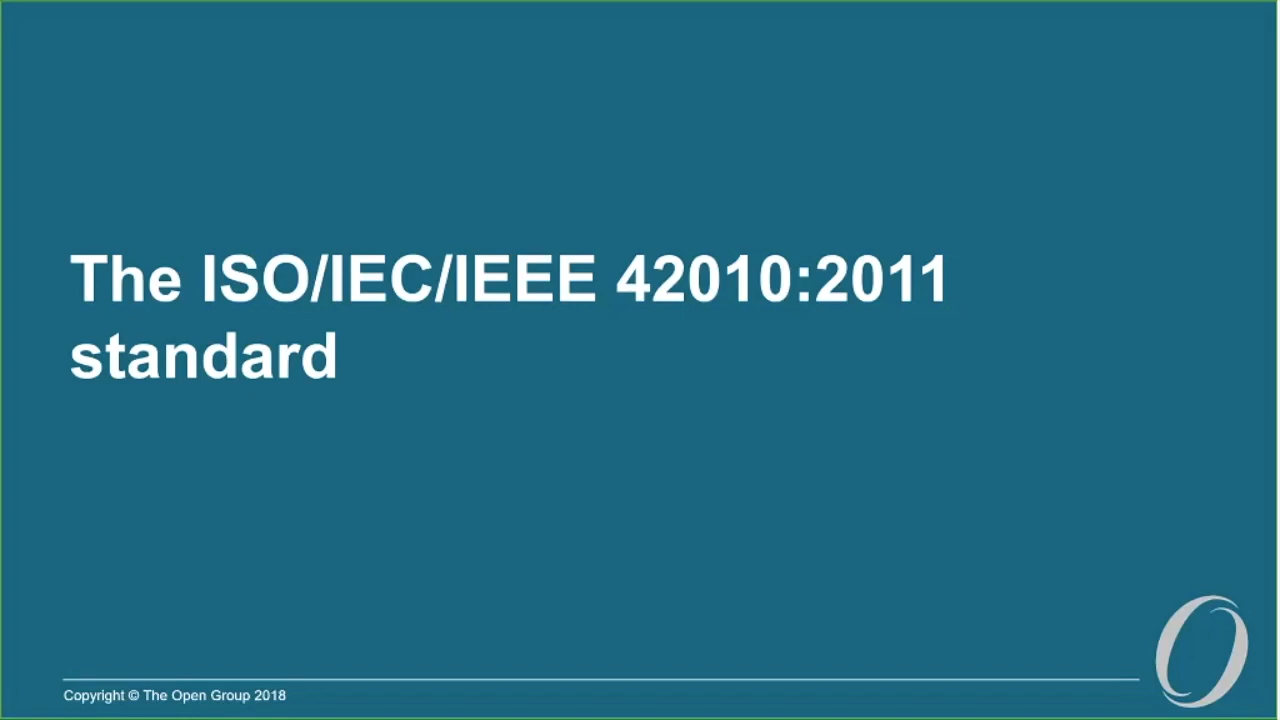 The ISO/IEC/IEEE 42010:2011
standard
Copyright © The Open Group 2018